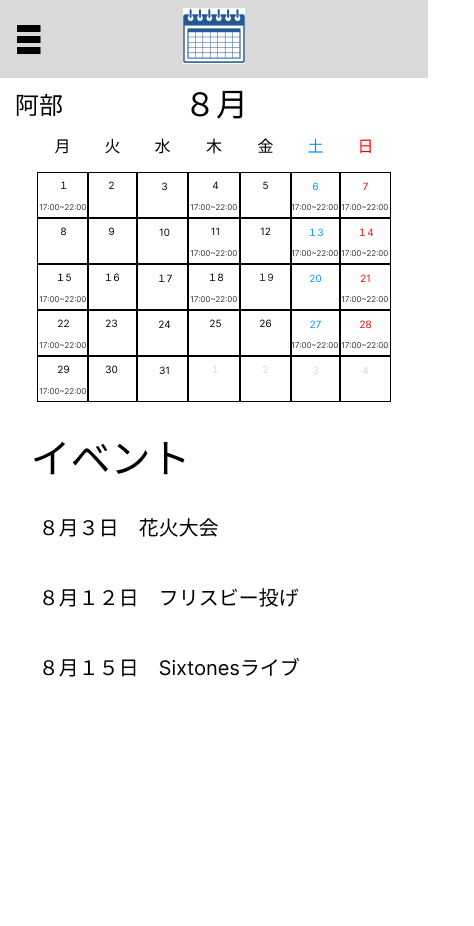 阿部 ８月
月 火 水 木 金 土 日
1 2 3 4 5 6 7
17:00~22:00 17:00~22:00 17:00~22:00 17:00~22:00
8 9 10 11 12 １３ １４
17:00~22:00 17:00~22:00 17:00~22:00
１５ １６ １７ １８ １９ 20 21
17:00~22:00 17:00~22:00 17:00~22:00
22 23 24 25 26 27 28
17:00~22:00 17:00~22:00 17:00~22:00
29 30 31 1 2 3 4
17:00~22:00
イベント
８月３日　花火大会
８月１２日　フリスビー投げ
８月１５日　Sixtonesライブ